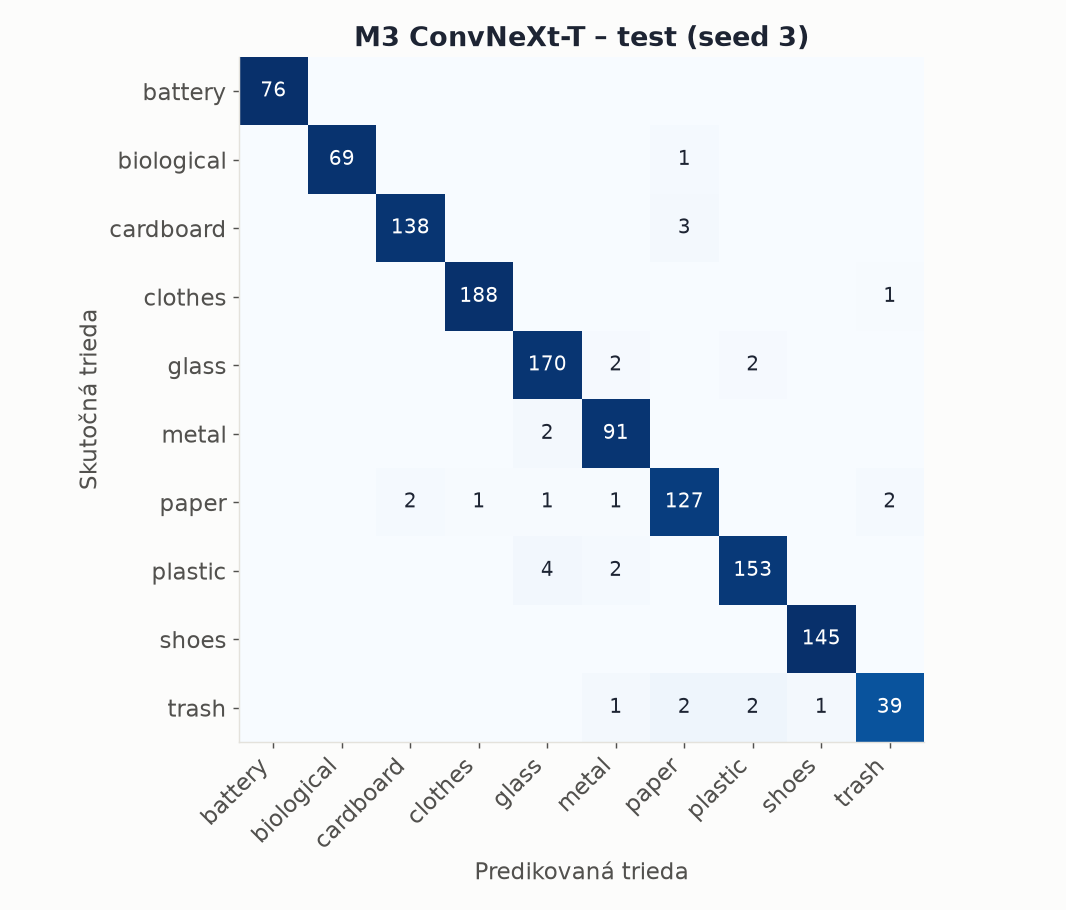 M3 ConvNeXt-T – test (seed 3)
battery 76
biological 69 1
cardboard 138 3
clothes 188 1
glass 170 2 2
metal 2 91
paper 2 1 1 1 127 2
plastic 4 2 153
shoes 145
trash 1 2 2 1 39
Skutočná trieda
battery biological cardboard clothes glass metal paper plastic shoes trash
Predikovaná trieda